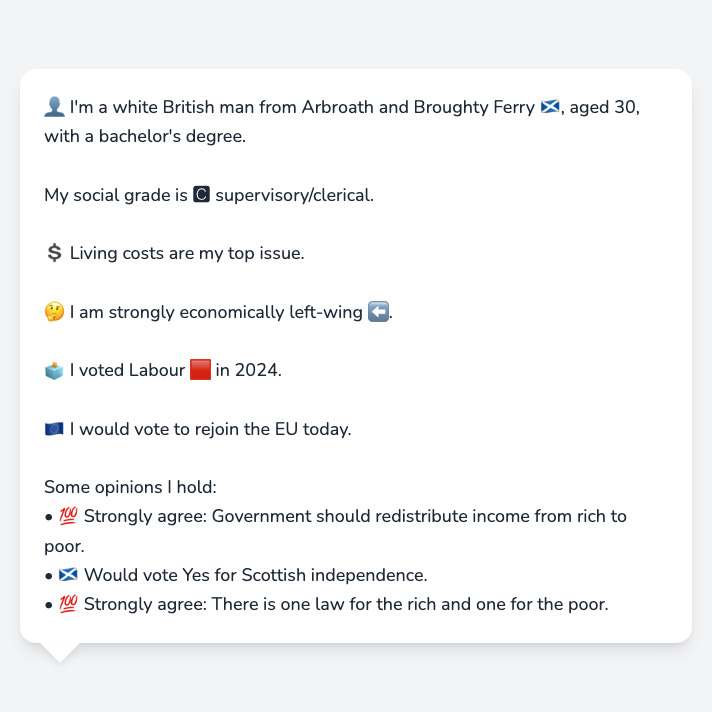 👤 I'm a white British man from Arbroath and Broughty Ferry 🏴󠁧󠁢󠁳󠁣󠁴󠁿, aged 30,
with a bachelor's degree.
My social grade is 🅲 supervisory/clerical.
💲 Living costs are my top issue.
🤔 I am strongly economically left-wing ⬅️.
🗳️ I voted Labour 🟥 in 2024.
🇪🇺 I would vote to rejoin the EU today.
Some opinions I hold:
• 💯 Strongly agree: Government should redistribute income from rich to
poor.
• 🏴󠁧󠁢󠁳󠁣󠁴󠁿 Would vote Yes for Scottish independence.
• 💯 Strongly agree: There is one law for the rich and one for the poor.